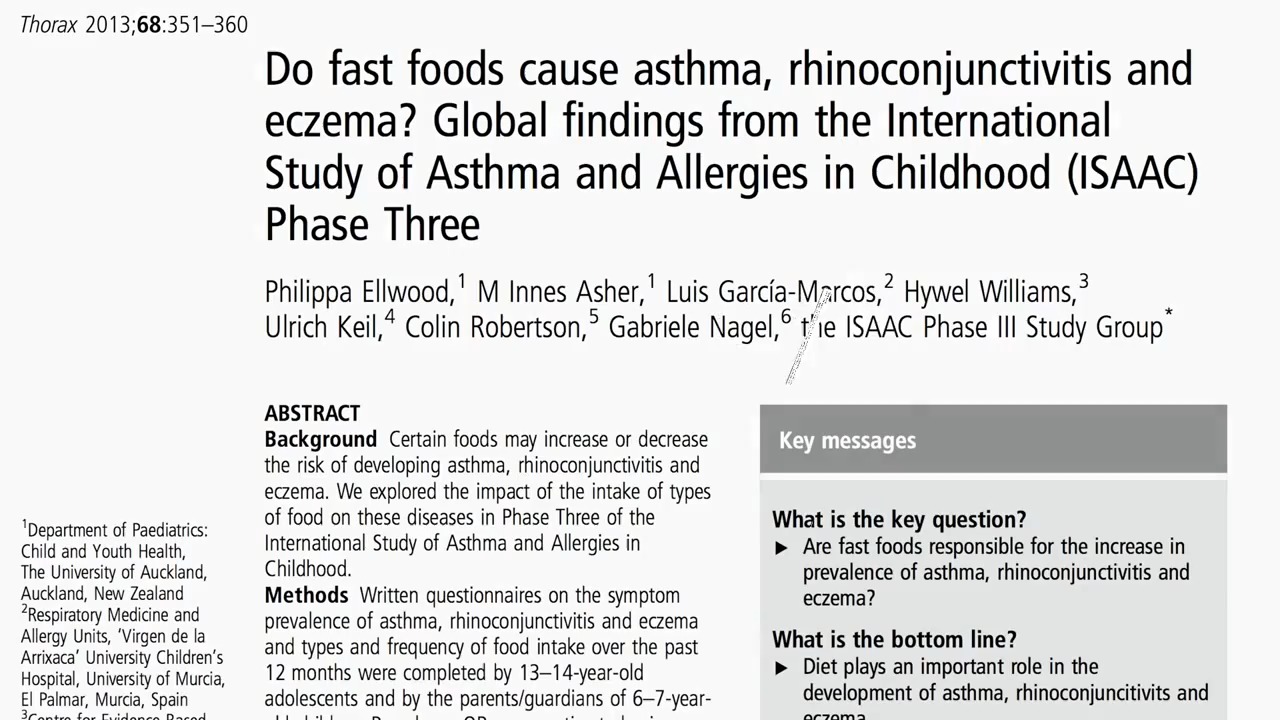 Thorax 2013;68:351–360
Do fast foods cause asthma, rhinoconjunctivitis and
eczema? Global findings from the International
Study of Asthma and Allergies in Childhood (ISAAC)
Phase Three
Philippa Ellwood,1 M Innes Asher,1 Luis García-Marcos,2 Hywel Williams,3
Ulrich Keil,4 Colin Robertson,5 Gabriele Nagel,6 the ISAAC Phase III Study Group*
ABSTRACT
Background Certain foods may increase or decrease
the risk of developing asthma, rhinoconjunctivitis and
eczema. We explored the impact of the intake of types
of food on these diseases in Phase Three of the
International Study of Asthma and Allergies in
Childhood.
Methods Written questionnaires on the symptom
prevalence of asthma, rhinoconjunctivitis and eczema
and types and frequency of food intake over the past
12 months were completed by 13–14-year-old
adolescents and by the parents/guardians of 6–7-year-
Key messages
What is the key question?
► Are fast foods responsible for the increase in
prevalence of asthma, rhinoconjunctivitis and
eczema?
What is the bottom line?
► Diet plays an important role in the
development of asthma, rhinoconjuncitivits and
eczema
1Department of Paediatrics:
Child and Youth Health,
The University of Auckland,
Auckland, New Zealand
2Respiratory Medicine and
Allergy Units, ‘Virgen de la
Arrixaca’ University Children’s
Hospital, University of Murcia,
El Palmar, Murcia, Spain
3Centre for Evidence Based